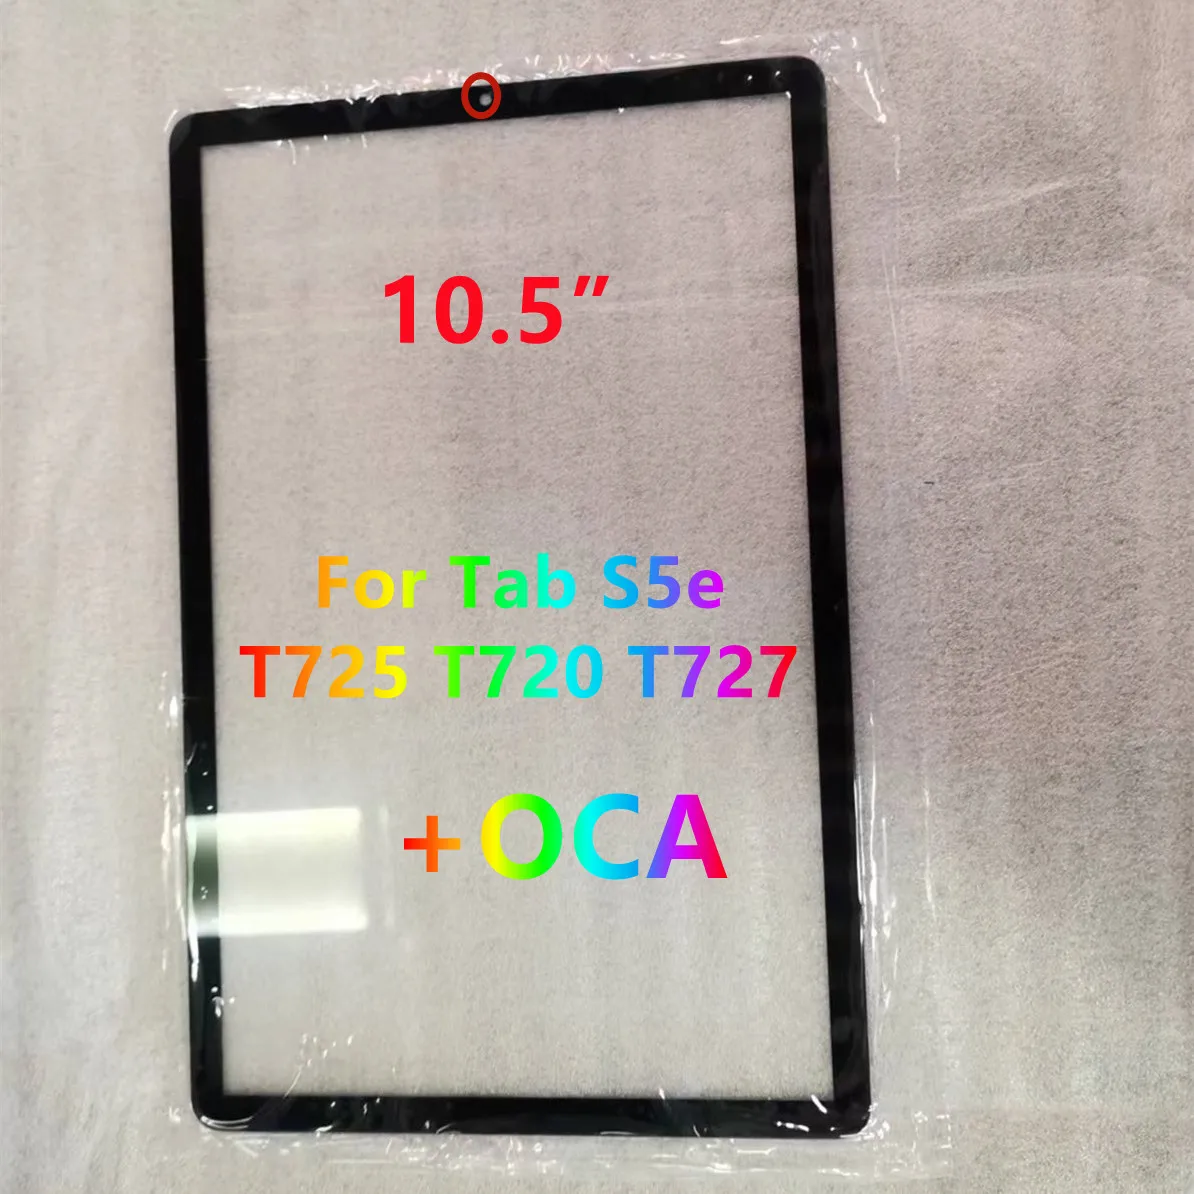 10.5"
For Tab S5e
T725 T720 T727
+OCA